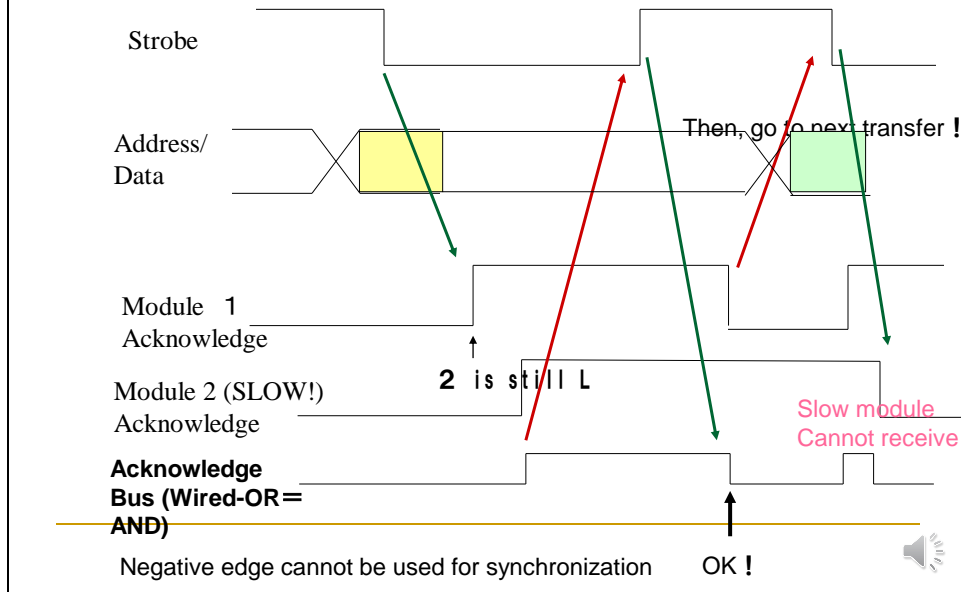 Strobe
Then, go to next transfer！
Address/
Data
Module １
Acknowledge
２ is still L
Module 2 (SLOW!)
Acknowledge
Slow module
Cannot receive
Acknowledge
Bus (Wired-OR＝
AND)
Negative edge cannot be used for synchronization
OK！